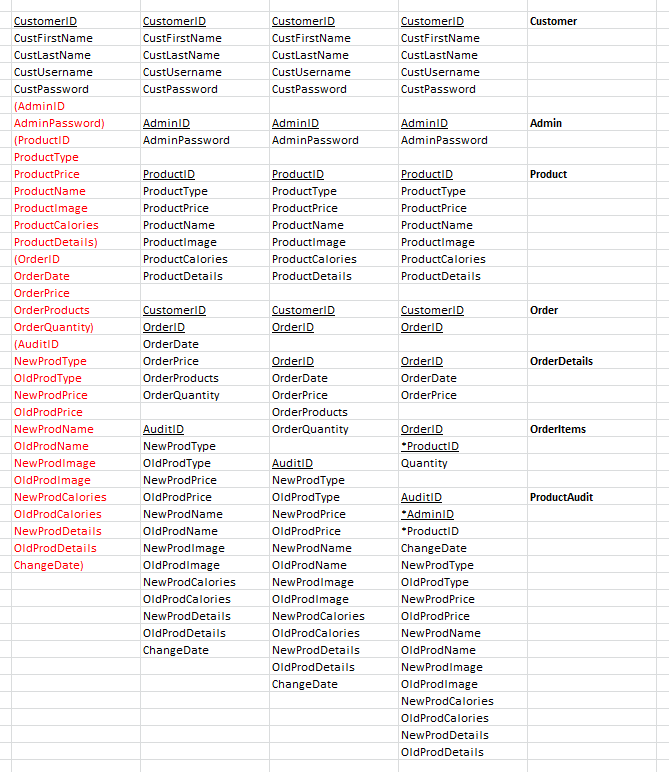 CustomerID CustomerID CustomerID CustomerID Customer
CustFirstName CustFirstName CustFirstName CustFirstName
CustLastName CustLastName CustLastName CustLastName
CustUsername CustUsername CustUsername CustUsername
CustPassword CustPassword CustPassword CustPassword
(AdminID
AdminPassword) AdminID AdminID AdminID Admin
(ProductID AdminPassword AdminPassword AdminPassword
ProductType
ProductPrice ProductID ProductID ProductID Product
ProductName ProductType ProductType ProductType
ProductImage ProductPrice ProductPrice ProductPrice
ProductCalories ProductName ProductName ProductName
ProductDetails) ProductImage ProductImage ProductImage
(OrderID ProductCalories ProductCalories ProductCalories
OrderDate ProductDetails ProductDetails ProductDetails
OrderPrice
OrderProducts CustomerID CustomerID CustomerID Order
OrderQuantity) OrderID OrderID OrderID
(AuditID OrderDate
NewProdType OrderPrice OrderID OrderID OrderDetails
OldProdType OrderProducts OrderDate OrderDate
NewProdPrice OrderQuantity OrderPrice OrderPrice
OldProdPrice OrderProducts
NewProdName AuditID OrderQuantity OrderID OrderItems
OldProdName NewProdType *ProductID
NewProdImage OldProdType AuditID Quantity
OldProdImage NewProdPrice NewProdType
NewProdCalories OldProdPrice OldProdType AuditID ProductAudit
OldProdCalories NewProdName NewProdPrice *AdminID
NewProdDetails OldProdName OldProdPrice *ProductID
OldProdDetails NewProdImage NewProdName ChangeDate
ChangeDate) OldProdImage OldProdName NewProdType
NewProdCalories NewProdImage OldProdType
OldProdCalories OldProdImage NewProdPrice
NewProdDetails NewProdCalories OldProdPrice
OldProdDetails OldProdCalories NewProdName
ChangeDate NewProdDetails OldProdName
OldProdDetails NewProdImage
ChangeDate OldProdImage
NewProdCalories
OldProdCalories
NewProdDetails
OldProdDetails